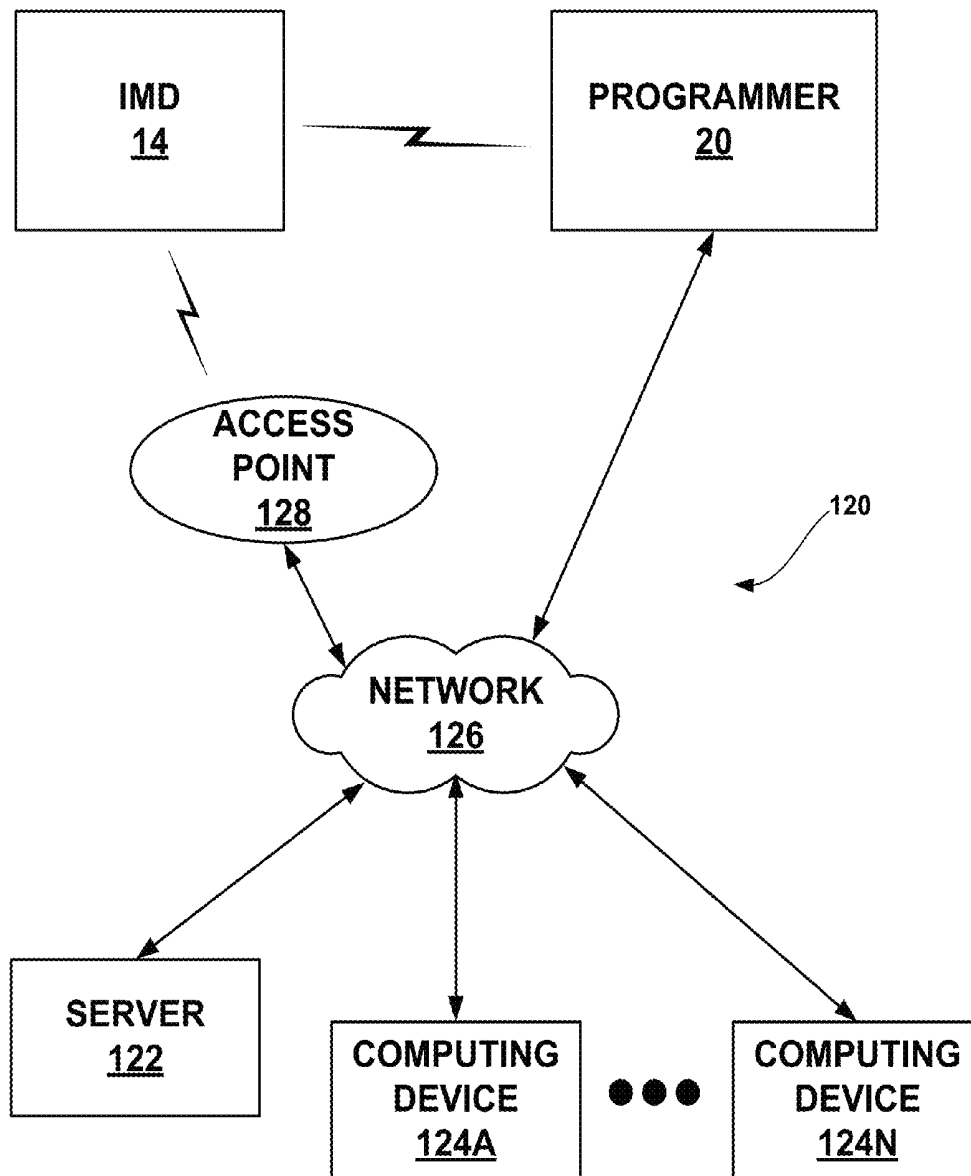 IMD
14
PROGRAMMER
20
ACCESS
POINT
128
120
NETWORK
126
SERVER
122
COMPUTING
DEVICE
124A
COMPUTING
DEVICE
124N